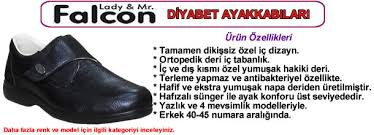 Lady & Mr.
Falcon
DİYABET AYAKKABILARI
Ürün Özellikleri
* Tamamen dikişsiz özel iç dizayn.
* Ortopedik deri iç tabanlık.
* İç ve dış kısmı özel yumuşak hakiki deri.
* Terleme yapmaz ve antibakteriyel özellikte.
* Hafif ve ekstra yumuşak napa deriden üretilmiştir.
* Hafızalı sünger ile ayak konforu üst seviyededir.
* Yazlık ve 4 mevsimlik modelleriyle.
* Erkek 40-45 numara aralığında.
Daha fazla renk ve model için ilgili kategoriyi inceleyiniz.